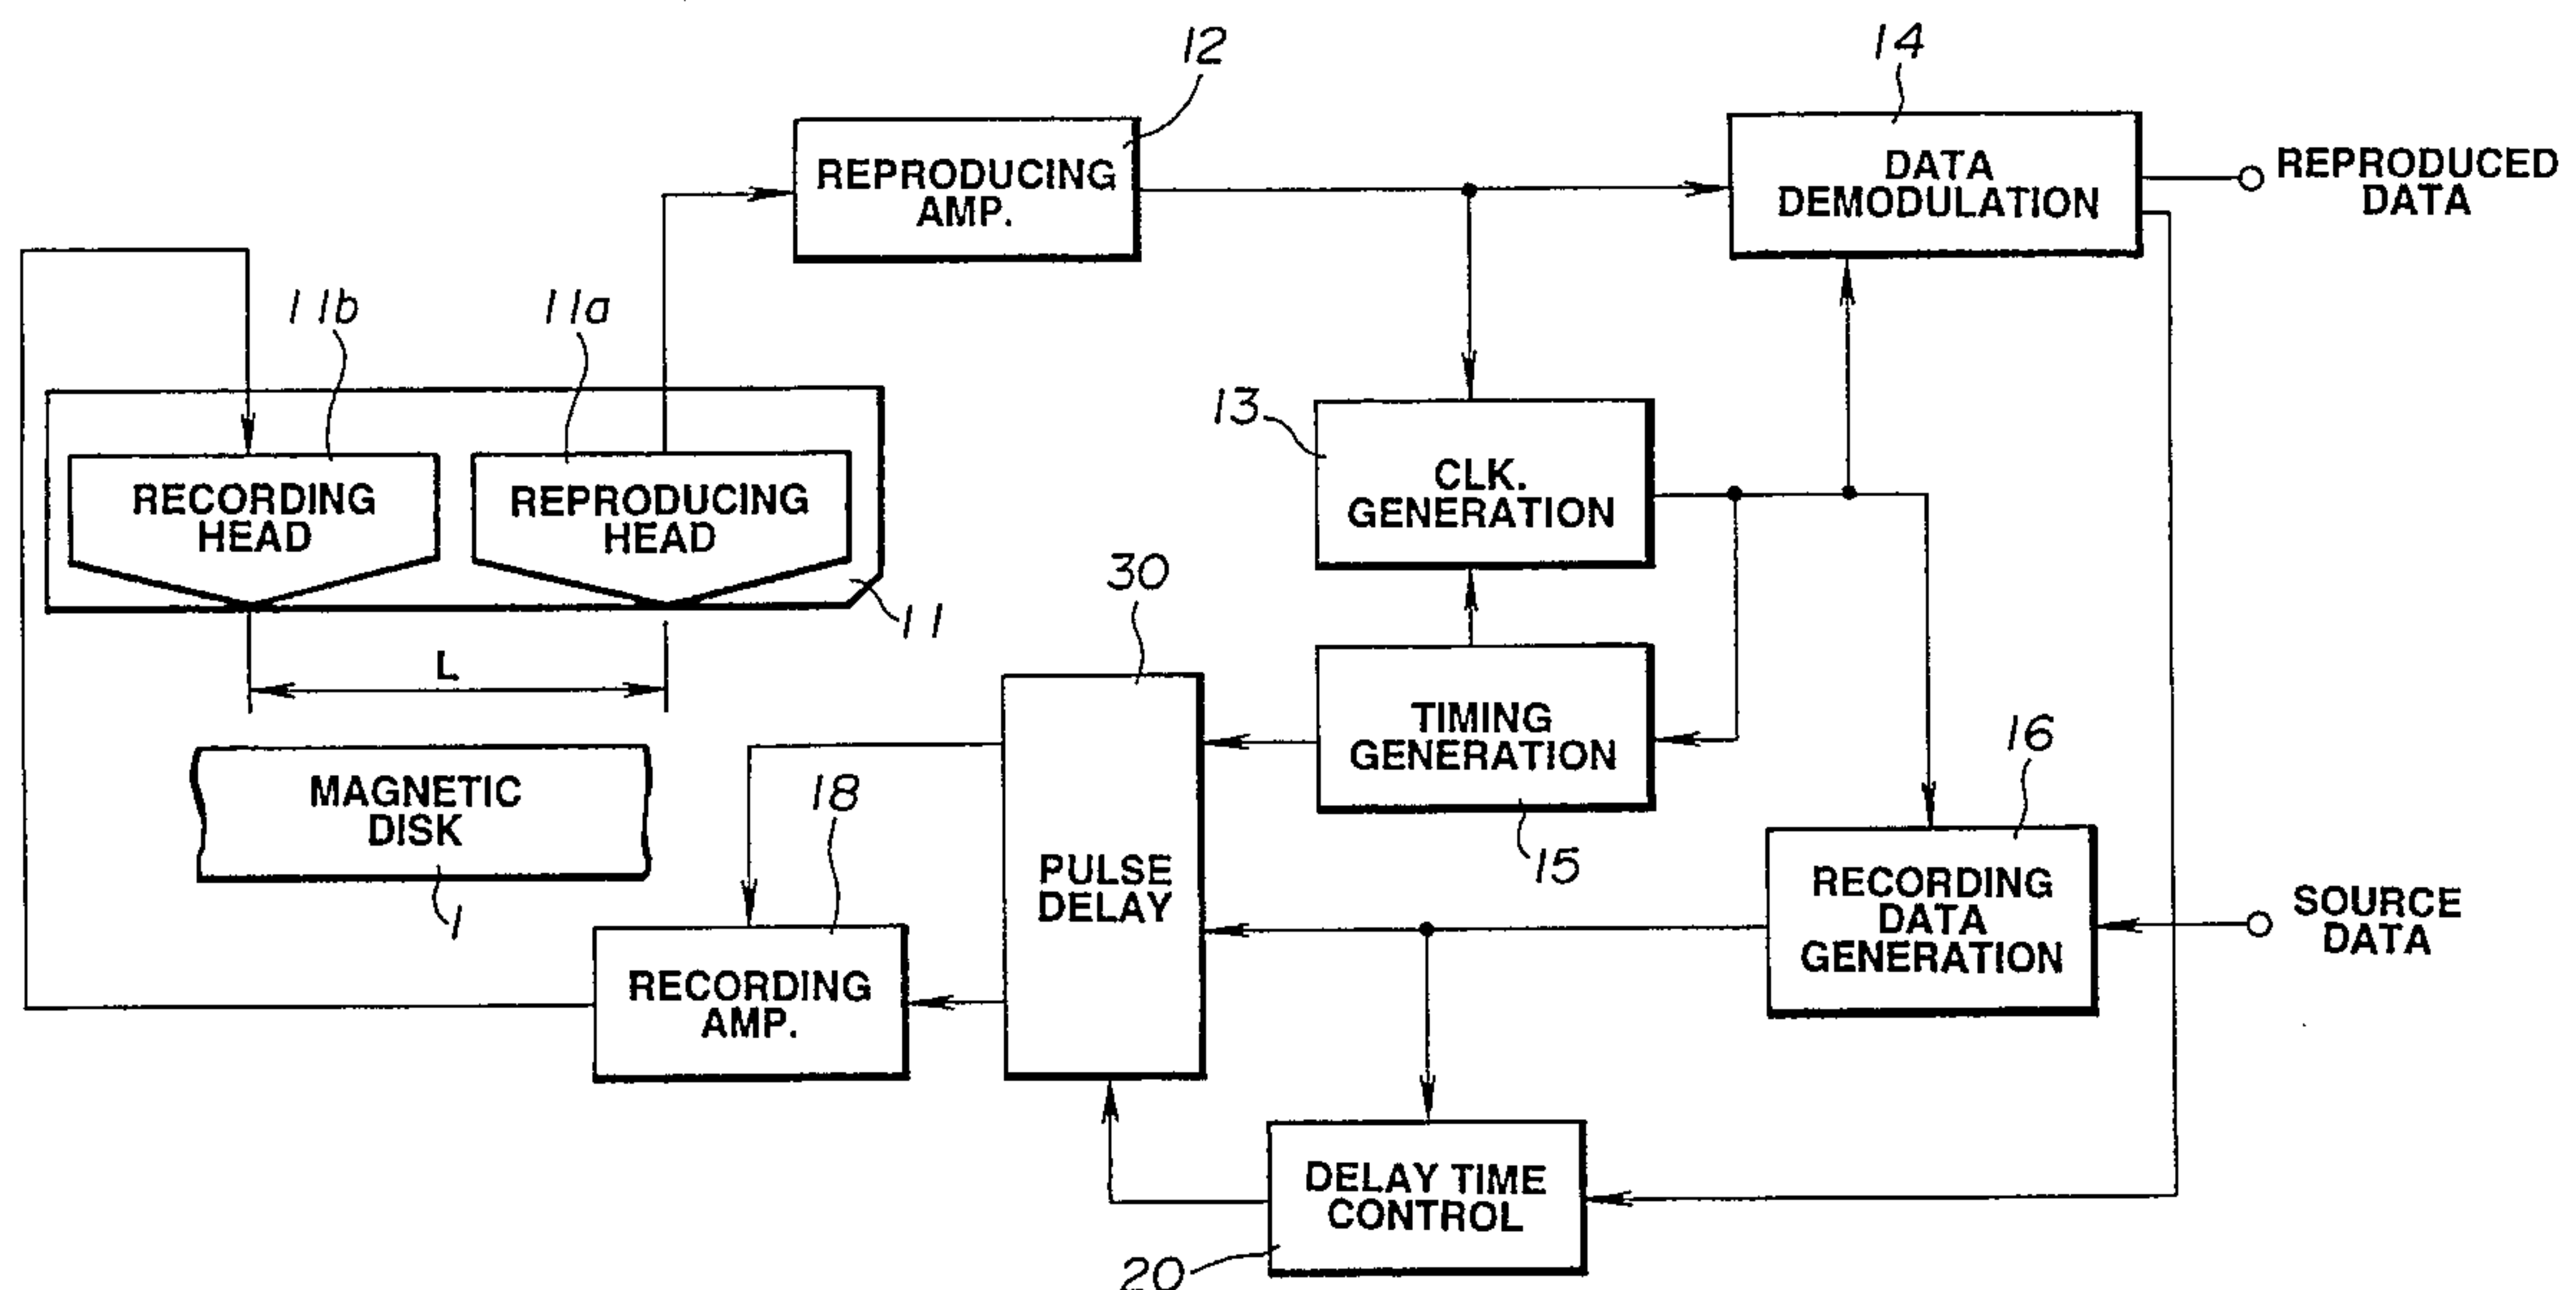 12
14
REPRODUCING
AMP.
DATA
DEMODULATION
REPRODUCED
DATA
11b
11a
13
CLK.
GENERATION
RECORDING
HEAD
REPRODUCING
HEAD
11
30
L
TIMING
GENERATION
15
16
MAGNETIC
DISK
1
18
PULSE
DELAY
RECORDING
DATA
GENERATION
SOURCE
DATA
RECORDING
AMP.
DELAY TIME
CONTROL
20